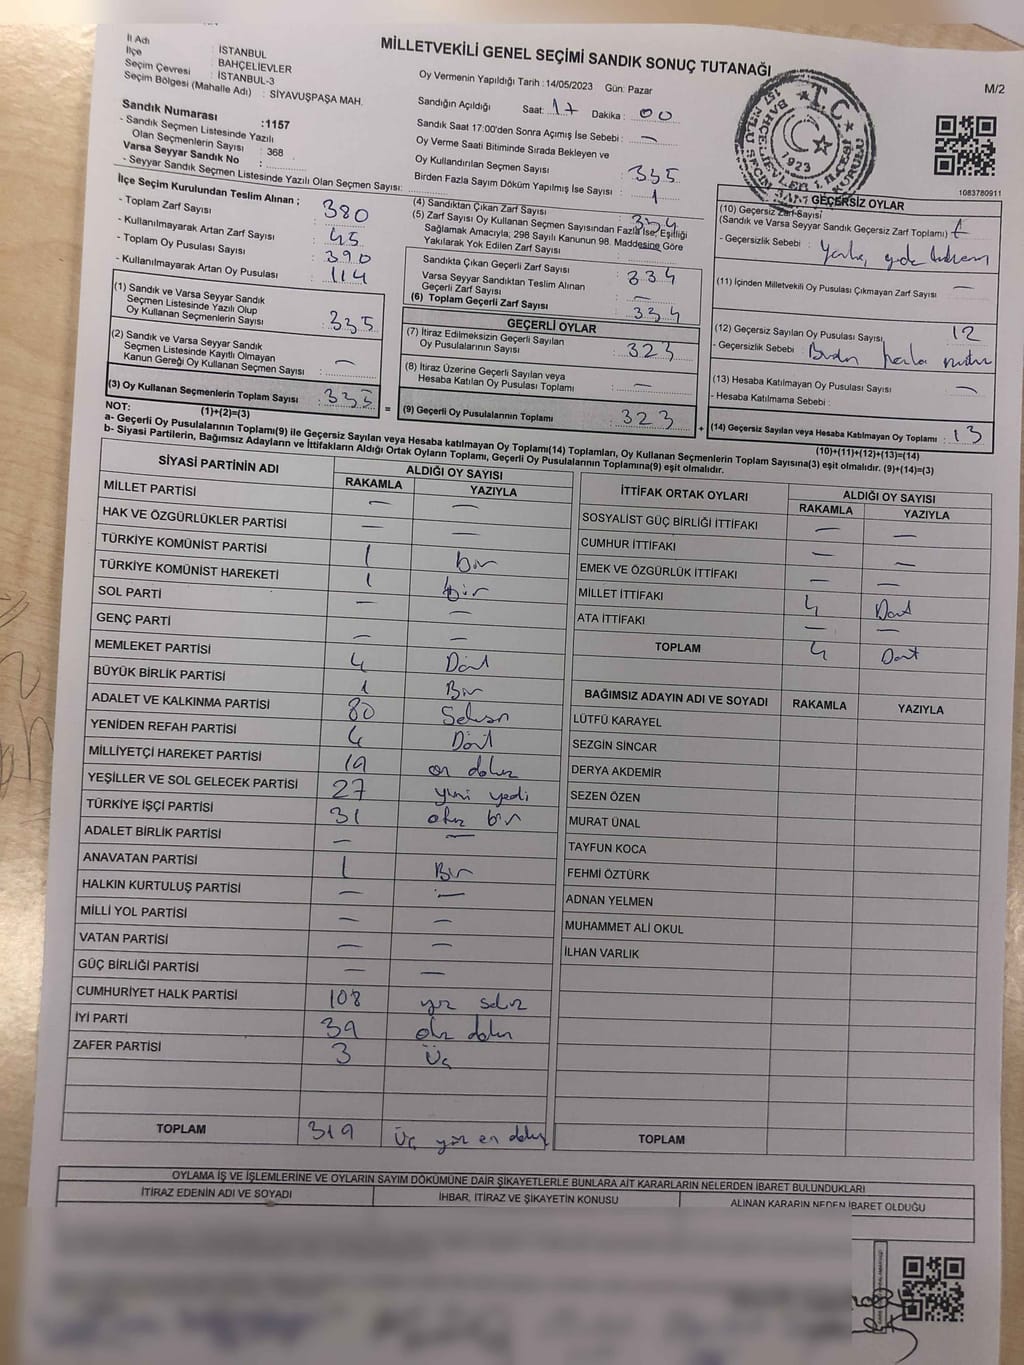 MİLLETVEKİLİ GENEL SEÇİMİ SANDIK SONUÇ TUTANAĞI
M/2
İl Adı : İSTANBUL
İlçe : BAHÇELİEVLER
Seçim Çevresi : İSTANBUL-3
Seçim Bölgesi (Mahalle Adı) : SİYAVUŞPAŞA MAH.
Sandık Numarası :1157
- Sandık Seçmen Listesinde Yazılı
Olan Seçmenlerin Sayısı : 368
Varsa Seyyar Sandık No :
- Seyyar Sandık Seçmen Listesinde Yazılı Olan Seçmen Sayısı:
İlçe Seçim Kurulundan Teslim Alınan ;
- Toplam Zarf Sayısı : 380
- Kullanılmayarak Artan Zarf Sayısı : 45
- Toplam Oy Pusulası Sayısı : 390
- Kullanılmayarak Artan Oy Pusulası : 114
(1) Sandık ve Varsa Seyyar Sandık
Seçmen Listesinde Yazılı Olup
Oy Kullanan Seçmenlerin Sayısı : 335
(2) Sandık ve Varsa Seyyar Sandık
Seçmen Listesinde Kayıtlı Olmayan
Kanun Gereği Oy Kullanan Seçmen Sayısı : —
(3) Oy Kullanan Seçmenlerin Toplam Sayısı : 335
(1)+(2)=(3)
Oy Vermenin Yapıldığı Tarih : 14/05/2023 Gün: Pazar
Sandığın Açıldığı Saat: 17 Dakika : 00
Sandık Saat 17:00'den Sonra Açılmış İse Sebebi : —
Oy Verme Saati Bitiminde Sırada Bekleyen ve
Oy Kullandırılan Seçmen Sayısı : 335
Birden Fazla Sayım Döküm Yapılmış İse Sayısı : 1
(4) Sandıktan Çıkan Zarf Sayısı : 334
(5) Zarf Sayısı Oy Kullanan Seçmen Sayısından Fazla İse, Eşitliği
Sağlamak Amacıyla; 298 Sayılı Kanunun 98. Maddesine Göre
Yakılarak Yok Edilen Zarf Sayısı :
Sandıkta Çıkan Geçerli Zarf Sayısı : 334
Varsa Seyyar Sandıktan Teslim Alınan
Geçerli Zarf Sayısı : —
(6) Toplam Geçerli Zarf Sayısı : 334
GEÇERLİ OYLAR
(7) İtiraz Edilmeksizin Geçerli Sayılan
Oy Pusulalarının Sayısı : 323
(8) İtiraz Üzerine Geçerli Sayılan veya
Hesaba Katılan Oy Pusulası Toplamı : —
= (9) Geçerli Oy Pusulalarının Toplamı : 323
T.C.
1923
1083780911
GEÇERSİZ OYLAR
(10) Geçersiz Zarf Sayısı
(Sandık ve Varsa Seyyar Sandık Geçersiz Zarf Toplamı)
- Geçersizlik Sebebi :
(11) İçinden Milletvekili Oy Pusulası Çıkmayan Zarf Sayısı : —
(12) Geçersiz Sayılan Oy Pusulası Sayısı : 12
- Geçersizlik Sebebi : Birden fazla mühür
(13) Hesaba Katılmayan Oy Pusulası Sayısı : —
- Hesaba Katılmama Sebebi :
+ (14) Geçersiz Sayılan veya Hesaba Katılmayan Oy Toplamı : 13
(10)+(11)+(12)+(13)=(14)
NOT:
a- Geçerli Oy Pusulalarının Toplamı(9) ile Geçersiz Sayılan veya Hesaba katılmayan Oy Toplamı(14) Toplamları, Oy Kullanan Seçmenlerin Toplam Sayısına(3) eşit olmalıdır. (9)+(14)=(3)
b- Siyasi Partilerin, Bağımsız Adayların ve İttifakların Aldığı Ortak Oyların Toplamı, Geçerli Oy Pusulalarının Toplamına(9) eşit olmalıdır.
SİYASİ PARTİNİN ADI ALDIĞI OY SAYISI
RAKAMLA YAZIYLA
MİLLET PARTİSİ — —
HAK VE ÖZGÜRLÜKLER PARTİSİ — —
TÜRKİYE KOMÜNİST PARTİSİ 1 bir
TÜRKİYE KOMÜNİST HAREKETİ 1 bir
SOL PARTİ — —
GENÇ PARTİ — —
MEMLEKET PARTİSİ 4 Dört
BÜYÜK BİRLİK PARTİSİ 1 Bir
ADALET VE KALKINMA PARTİSİ 80 Seksen
YENİDEN REFAH PARTİSİ 4 Dört
MİLLİYETÇİ HAREKET PARTİSİ 19 on dokuz
YEŞİLLER VE SOL GELECEK PARTİSİ 27 yirmi yedi
TÜRKİYE İŞÇİ PARTİSİ 31 otuz bir
ADALET BİRLİK PARTİSİ — —
ANAVATAN PARTİSİ 1 Bir
HALKIN KURTULUŞ PARTİSİ — —
MİLLİ YOL PARTİSİ — —
VATAN PARTİSİ — —
GÜÇ BİRLİĞİ PARTİSİ — —
CUMHURİYET HALK PARTİSİ 108 yüz sekiz
İYİ PARTİ 39 otuz dokuz
ZAFER PARTİSİ 3 Üç
TOPLAM 319 Üç yüz on dokuz
İTTİFAK ORTAK OYLARI ALDIĞI OY SAYISI
RAKAMLA YAZIYLA
SOSYALİST GÜÇ BİRLİĞİ İTTİFAKI — —
CUMHUR İTTİFAKI — —
EMEK VE ÖZGÜRLÜK İTTİFAKI — —
MİLLET İTTİFAKI 4 Dört
ATA İTTİFAKI — —
TOPLAM 4 Dört
BAĞIMSIZ ADAYIN ADI VE SOYADI RAKAMLA YAZIYLA
LÜTFÜ KARAYEL
SEZGİN SİNCAR
DERYA AKDEMİR
SEZEN ÖZEN
MURAT ÜNAL
TAYFUN KOCA
FEHMİ ÖZTÜRK
ADNAN YELMEN
MUHAMMET ALİ OKUL
İLHAN VARLIK
TOPLAM
OYLAMA İŞ VE İŞLEMLERİNE VE OYLARIN SAYIM DÖKÜMÜNE DAİR ŞİKAYETLERLE BUNLARA AİT KARARLARIN NELERDEN İBARET BULUNDUKLARI
İTİRAZ EDENİN ADI VE SOYADI İHBAR, İTİRAZ VE ŞİKAYETİN KONUSU ALINAN KARARIN NEDEN İBARET OLDUĞU